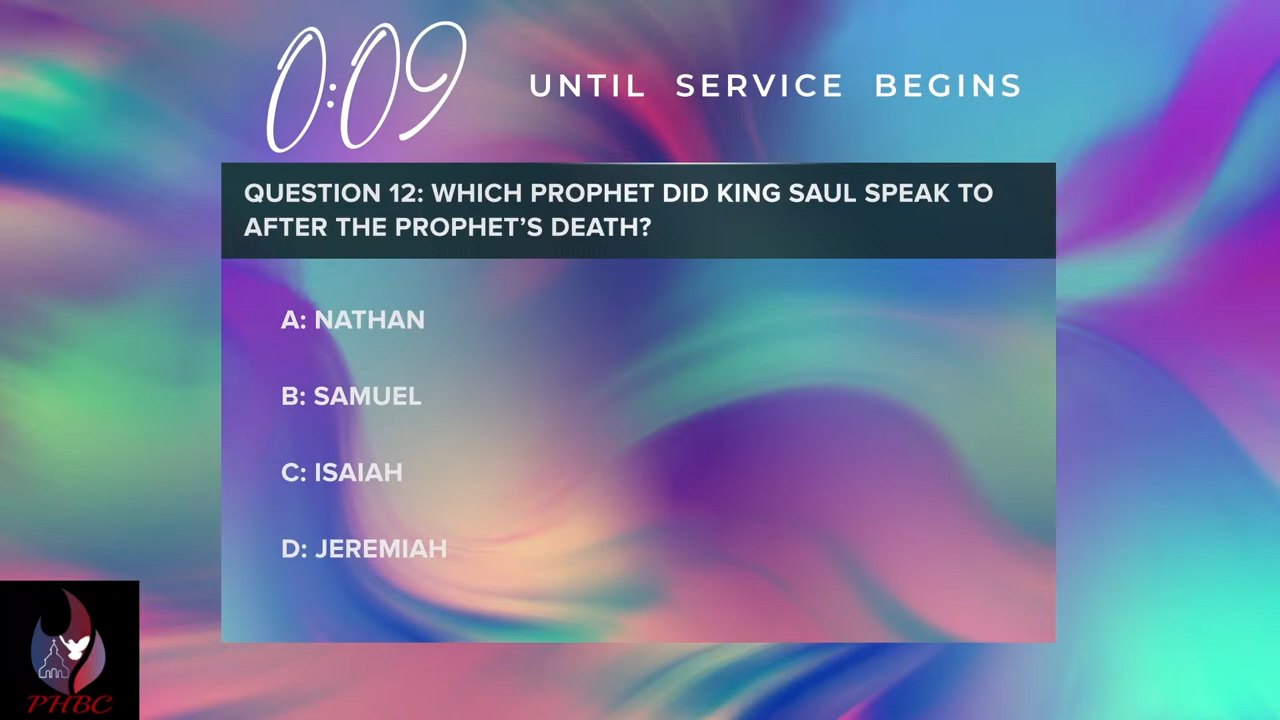 0:09
UNTIL SERVICE BEGINS
QUESTION 12: WHICH PROPHET DID KING SAUL SPEAK TO
AFTER THE PROPHET’S DEATH?
A: NATHAN
B: SAMUEL
C: ISAIAH
D: JEREMIAH
PHBC